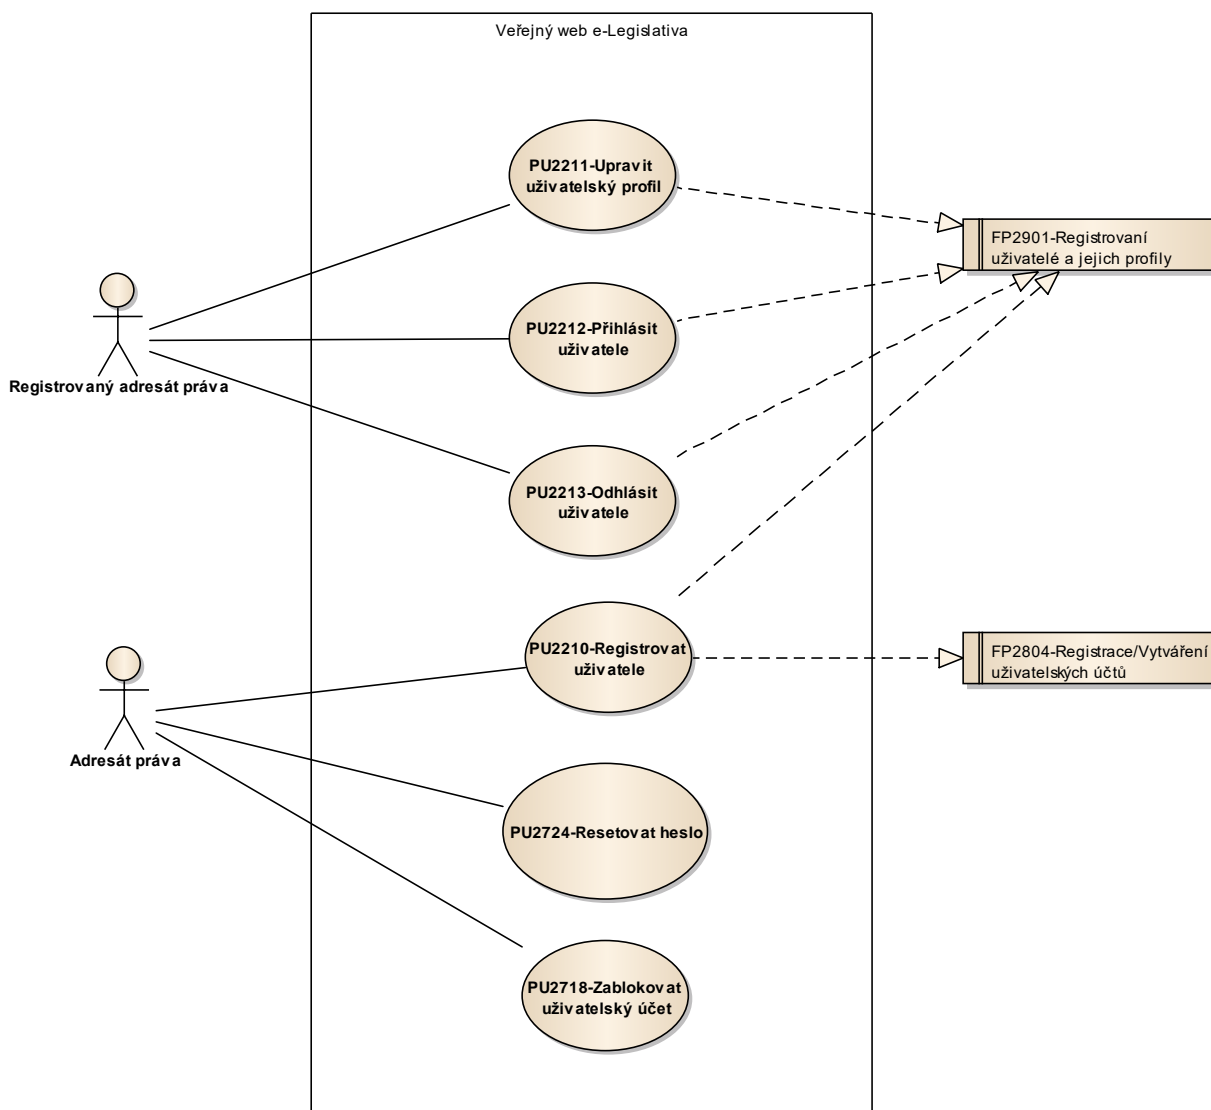 Veřejný web e-Legislativa
PU2211-Upravit
uživatelský profil
FP2901-Registrovaní
uživatelé a jejich profily
PU2212-Přihlásit
uživatele
Registrovaný adresát práva
PU2213-Odhlásit
uživatele
PU2210-Registrovat
uživatele
FP2804-Registrace/Vytváření
uživatelských účtů
Adresát práva
PU2724-Resetovat heslo
PU2718-Zablokovat
uživatelský účet